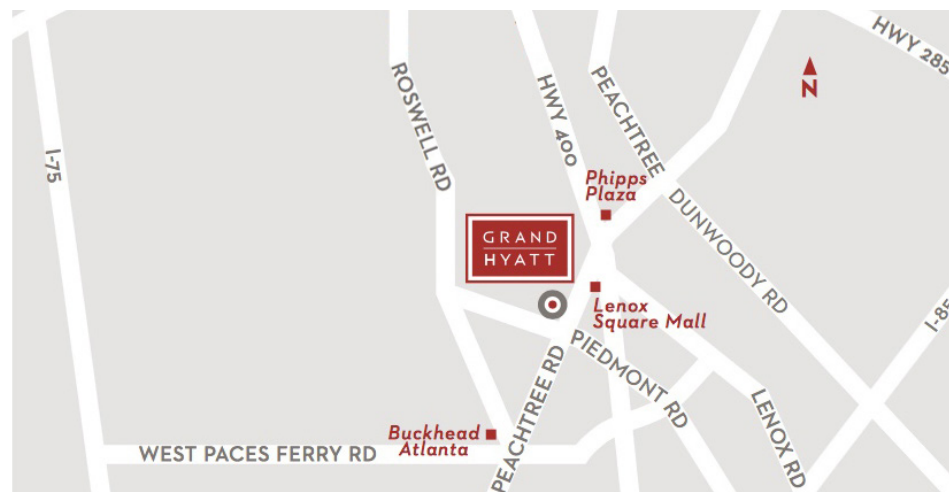 HWY 285
ROSWELL RD
HWY 400
PEACHTREE DUNWOODY RD
N
I-75
Phipps
Plaza
GRAND
HYATT
Lenox
Square Mall
I-85
PIEDMONT RD
PEACHTREE RD
LENOX RD
Buckhead
Atlanta
WEST PACES FERRY RD